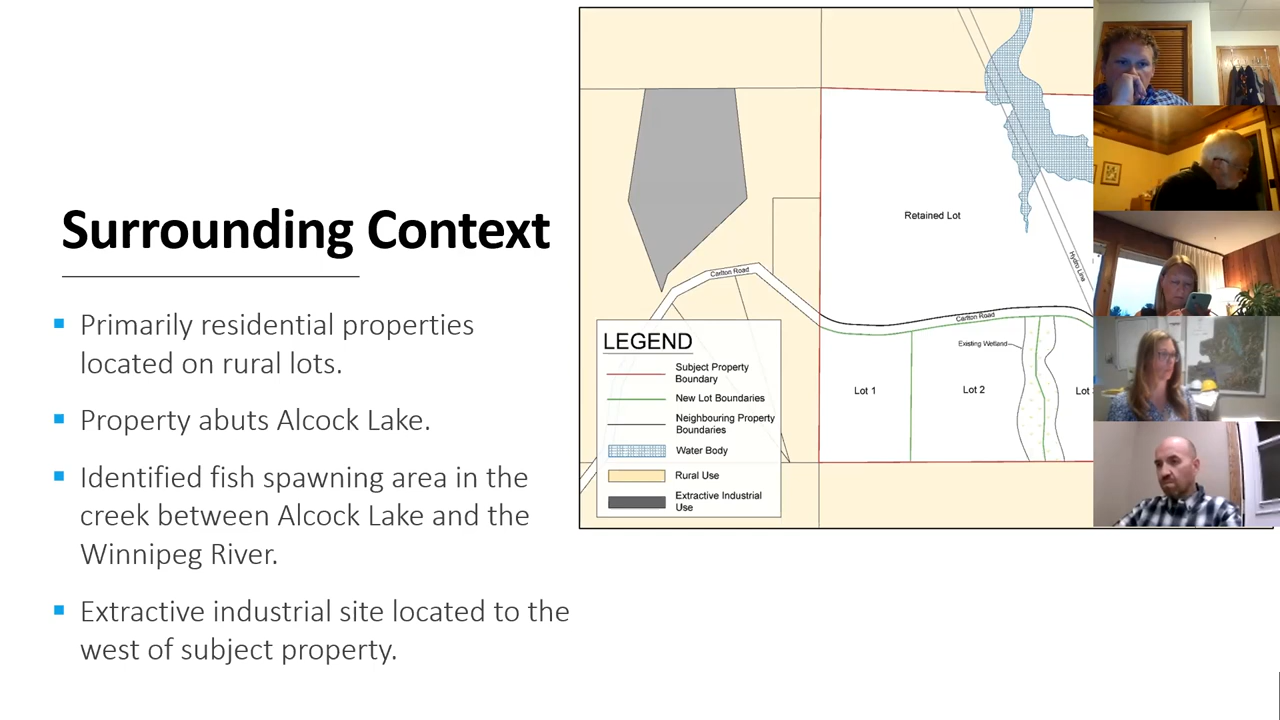 Surrounding Context
Primarily residential properties
located on rural lots.
Property abuts Alcock Lake.
Identified fish spawning area in the
creek between Alcock Lake and the
Winnipeg River.
Extractive industrial site located to the
west of subject property.
Retained Lot
Hydro Line
Carlton Road
Carlton Road
Existing Wetland
Lot 1
Lot 2
Lot
LEGEND
Subject Property
Boundary
New Lot Boundaries
Neighbouring Property
Boundaries
Water Body
Rural Use
Extractive Industrial
Use